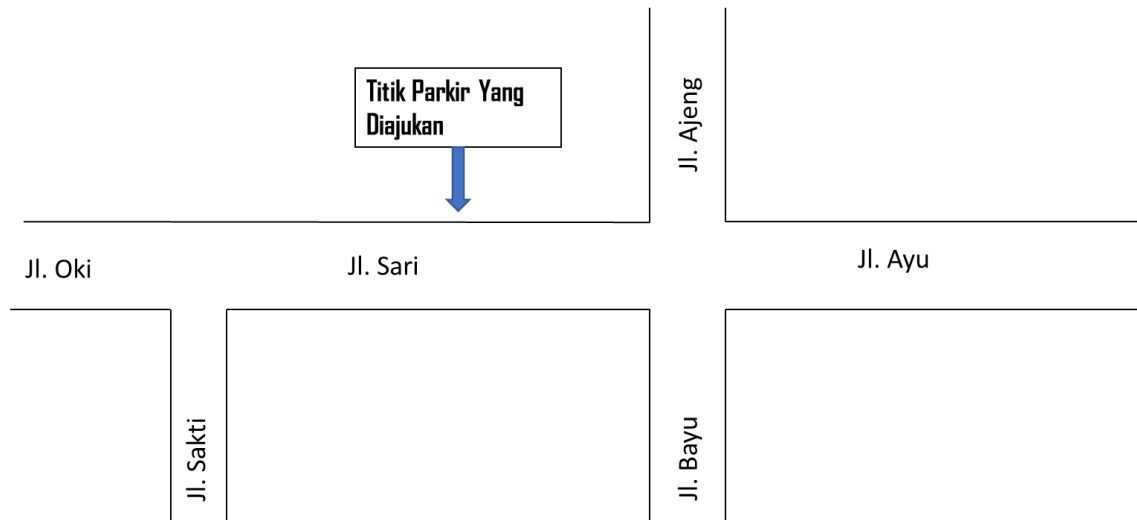 Titik Parkir Yang
Diajukan
Jl. Ajeng
Jl. Oki
Jl. Sari
Jl. Ayu
Jl. Sakti
Jl. Bayu